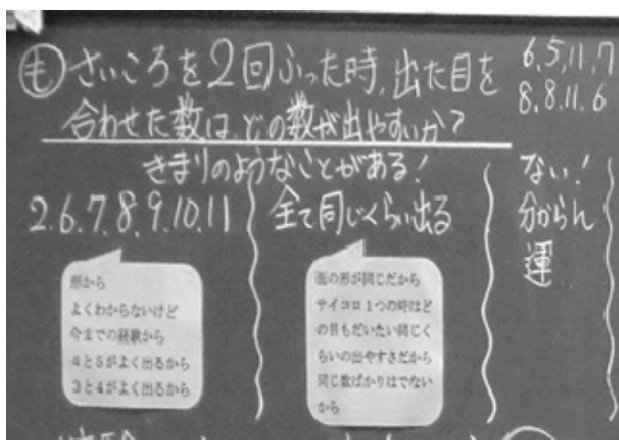 も さいころを2回ふった時、出た目を
合わせた数は、どの数が出やすいか?
6.5.11.7
8.8.11.6
きまりのようなことがある!
2.6.7.8.9.10.11
形から
よくわからないけど
今までの経験から
4と5がよく出るから
3と4がよく出るから
全て同じくらい出る
面の形が同じだから
サイコロ1つの時はど
の目もだいたい同じく
らいの出やすさだから
同じ数ばかりはでない
から
ない!
分からん
運